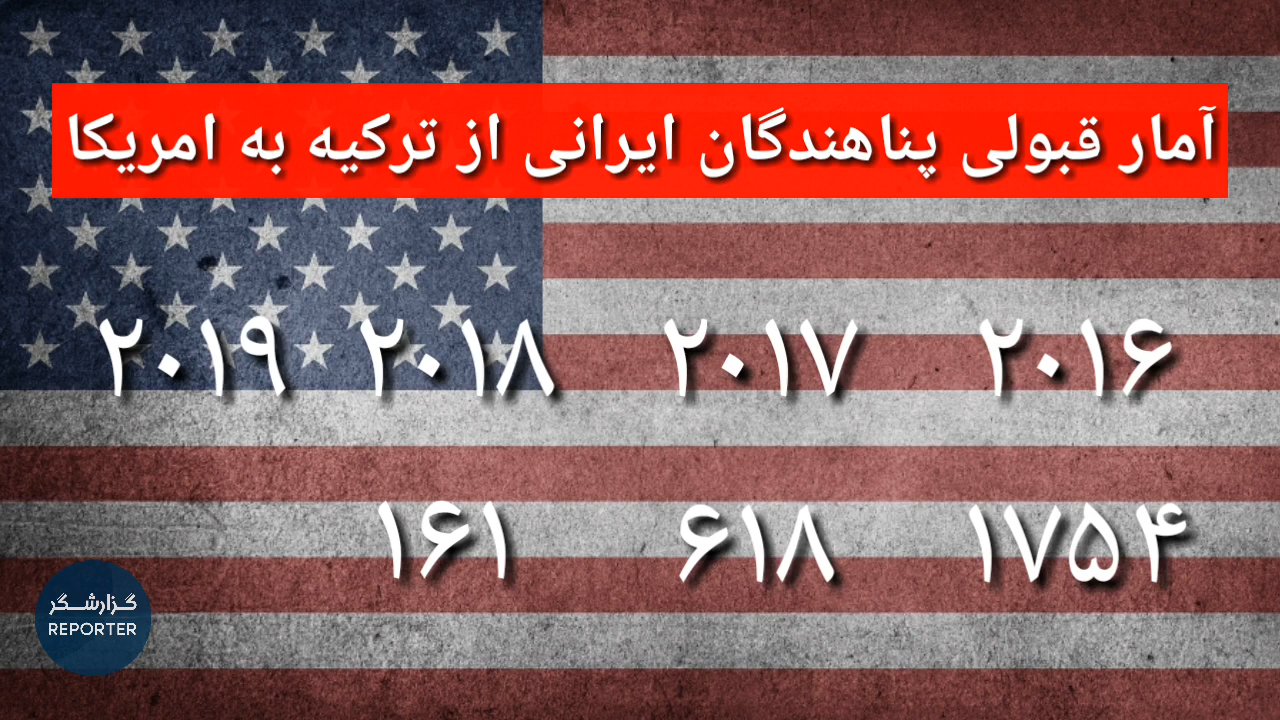 آمار قبولی پناهندگان ایرانی از ترکیه به امریکا
۲۰۱۶ ۲۰۱۷ ۲۰۱۸ ۲۰۱۹
۱۷۵۴ ۶۱۸ ۱۶۱
گزارشگر
REPORTER